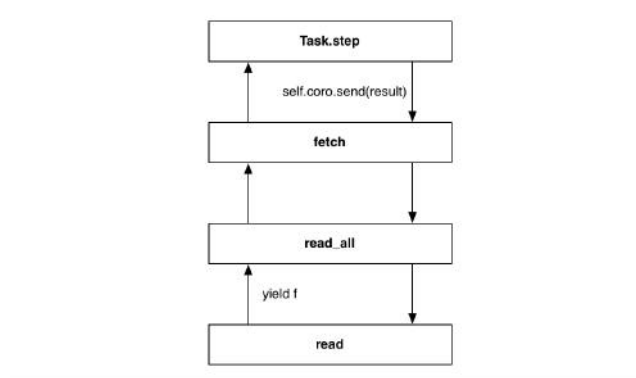 Task.step
self.coro.send(result)
fetch
read_all
yield f
read